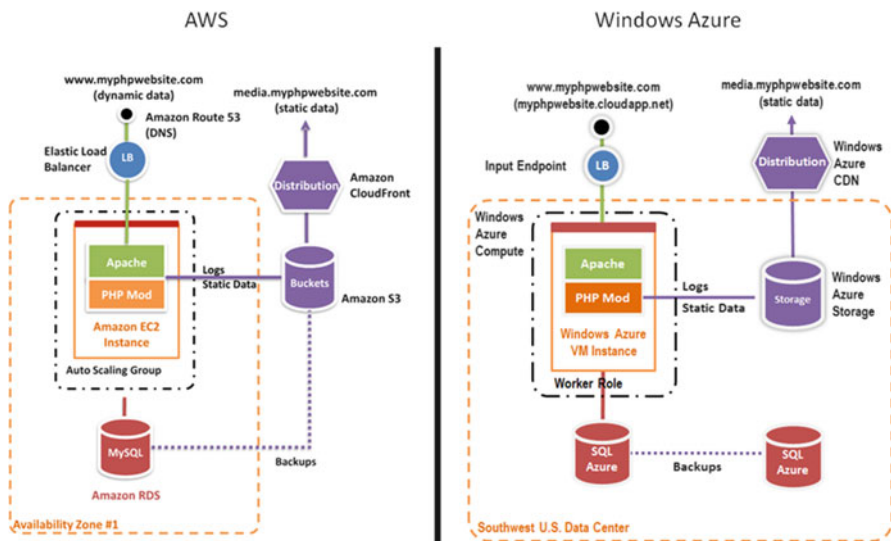 AWS
www.myphpwebsite.com
(dynamic data)
Amazon Route 53
(DNS)
media.myphpwebsite.com
(static data)
Elastic Load
Balancer
LB
Distribution
Amazon
CloudFront
Apache
PHP Mod
Amazon EC2
Instance
Auto Scaling Group
Logs
Static Data
Buckets
Amazon S3
MySQL
Amazon RDS
Backups
Availability Zone #1
Windows Azure
www.myphpwebsite.com
(myphpwebsite.cloudapp.net)
media.myphpwebsite.com
(static data)
Input Endpoint
LB
Distribution
Windows
Azure
CDN
Windows
Azure
Compute
Apache
PHP Mod
Windows Azure
VM Instance
Worker Role
Logs
Static Data
Storage
Windows
Azure
Storage
SQL
Azure
Backups
SQL
Azure
Southwest U.S. Data Center